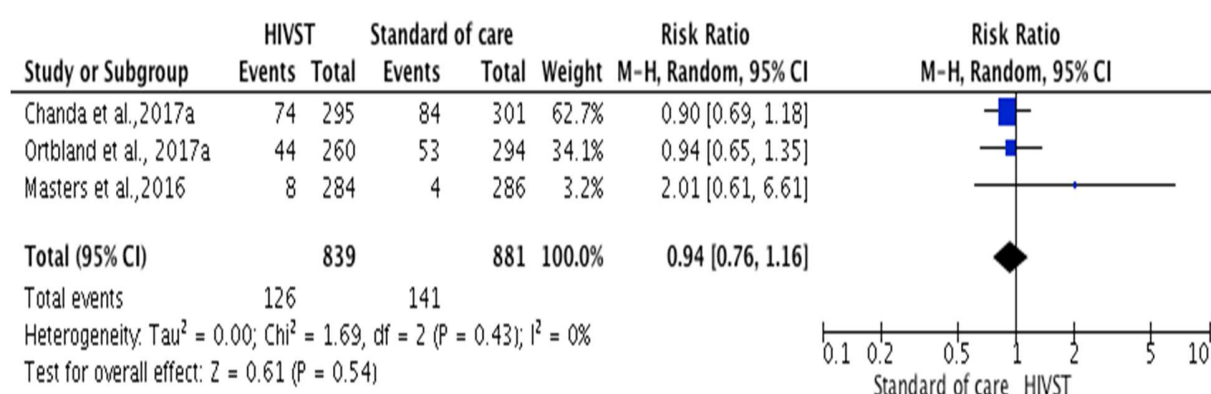 HIVST Standard of care Risk Ratio Risk Ratio
Study or Subgroup Events Total Events Total Weight M-H, Random, 95% CI M-H, Random, 95% CI
Chanda et al.,2017a 74 295 84 301 62.7% 0.90 [0.69, 1.18]
Ortbland et al., 2017a 44 260 53 294 34.1% 0.94 [0.65, 1.35]
Masters et al.,2016 8 284 4 286 3.2% 2.01 [0.61, 6.61]
Total (95% CI) 839 881 100.0% 0.94 [0.76, 1.16]
Total events 126 141
Heterogeneity: Tau² = 0.00; Chi² = 1.69, df = 2 (P = 0.43); I² = 0%
Test for overall effect: Z = 0.61 (P = 0.54)
0.1 0.2 0.5 1 2 5 10
Standard of care HIVST